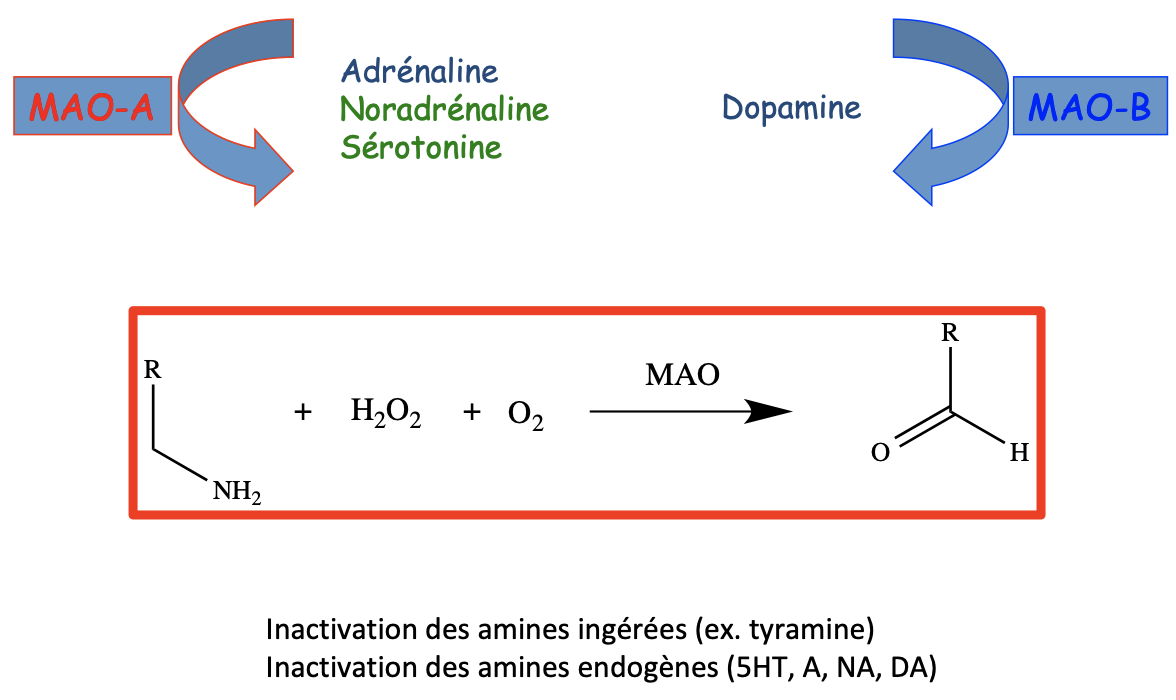 MAO-A
Adrénaline
Noradrénaline
Sérotonine
Dopamine
MAO-B
R
NH₂
+ H₂O₂ + O₂
MAO
R
O
H
Inactivation des amines ingérées (ex. tyramine)
Inactivation des amines endogènes (5HT, A, NA, DA)